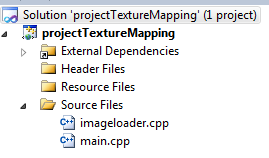 Solution 'projectTextureMapping' (1 project)
projectTextureMapping
External Dependencies
Header Files
Resource Files
Source Files
imageloader.cpp
main.cpp